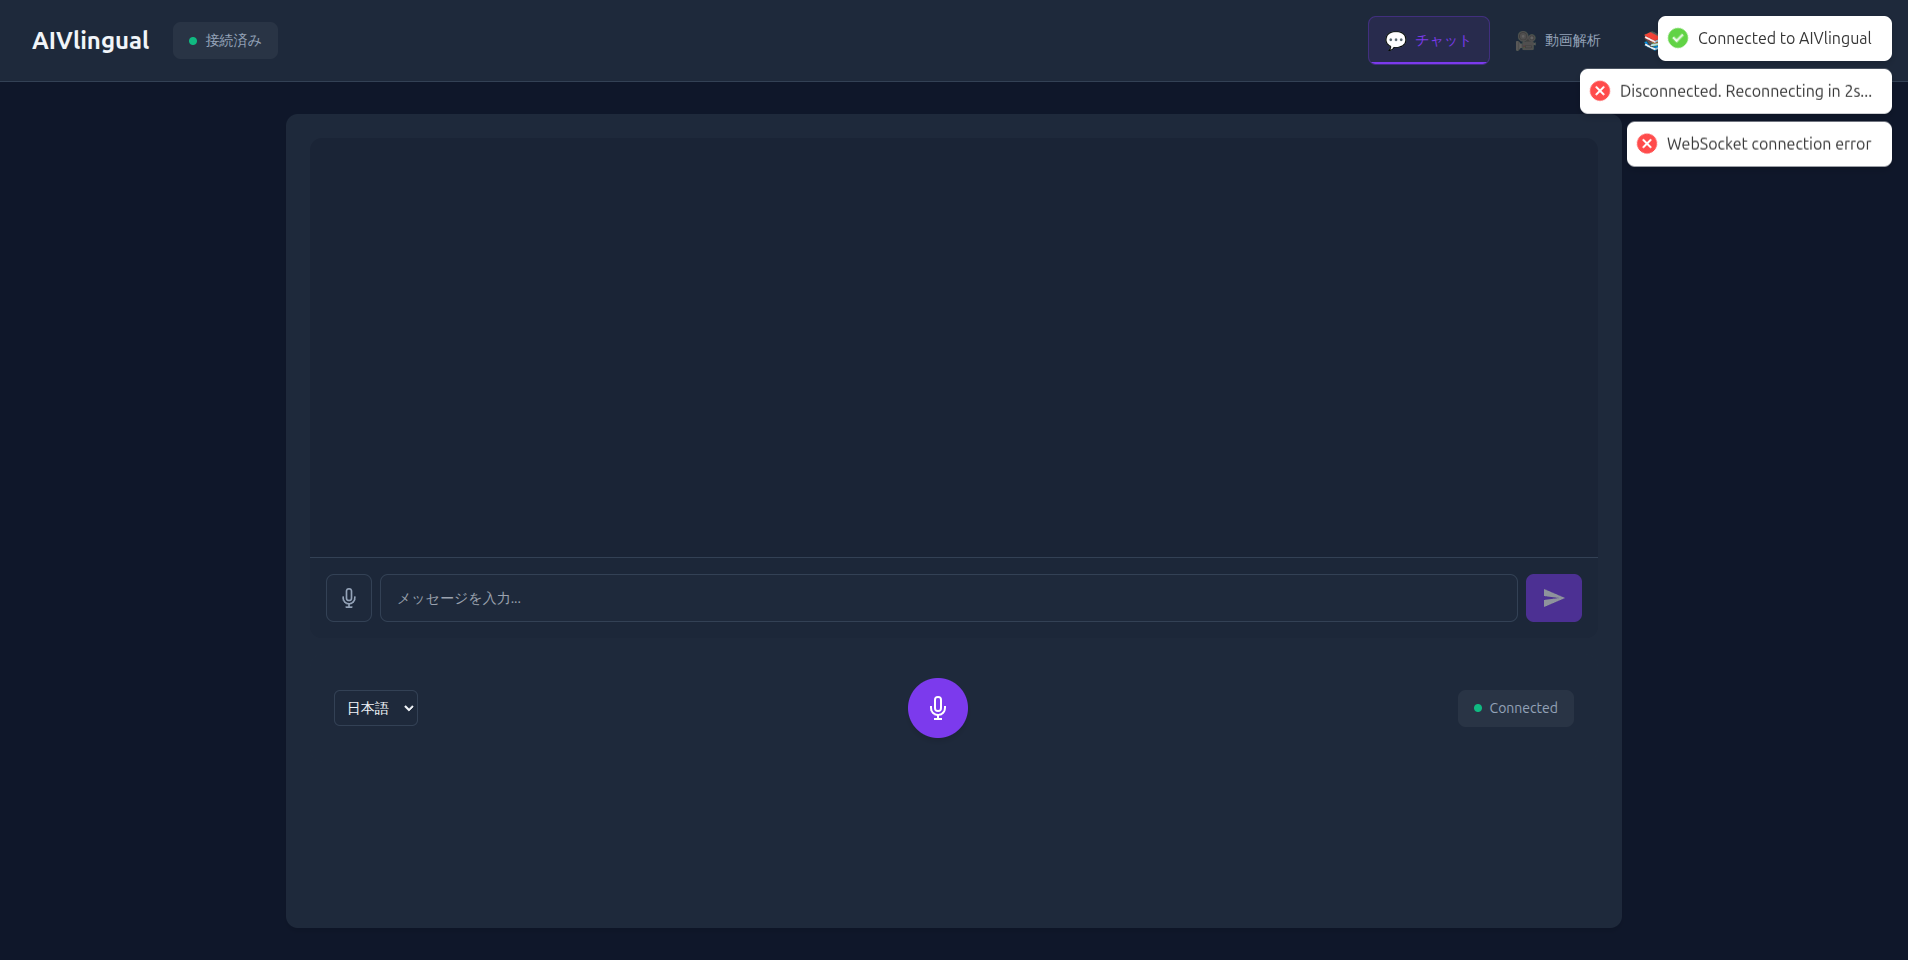 AIVlingual
接続済み
チャット
動画解析
Connected to AIVlingual
Disconnected. Reconnecting in 2s...
WebSocket connection error
メッセージを入力...
日本語
Connected